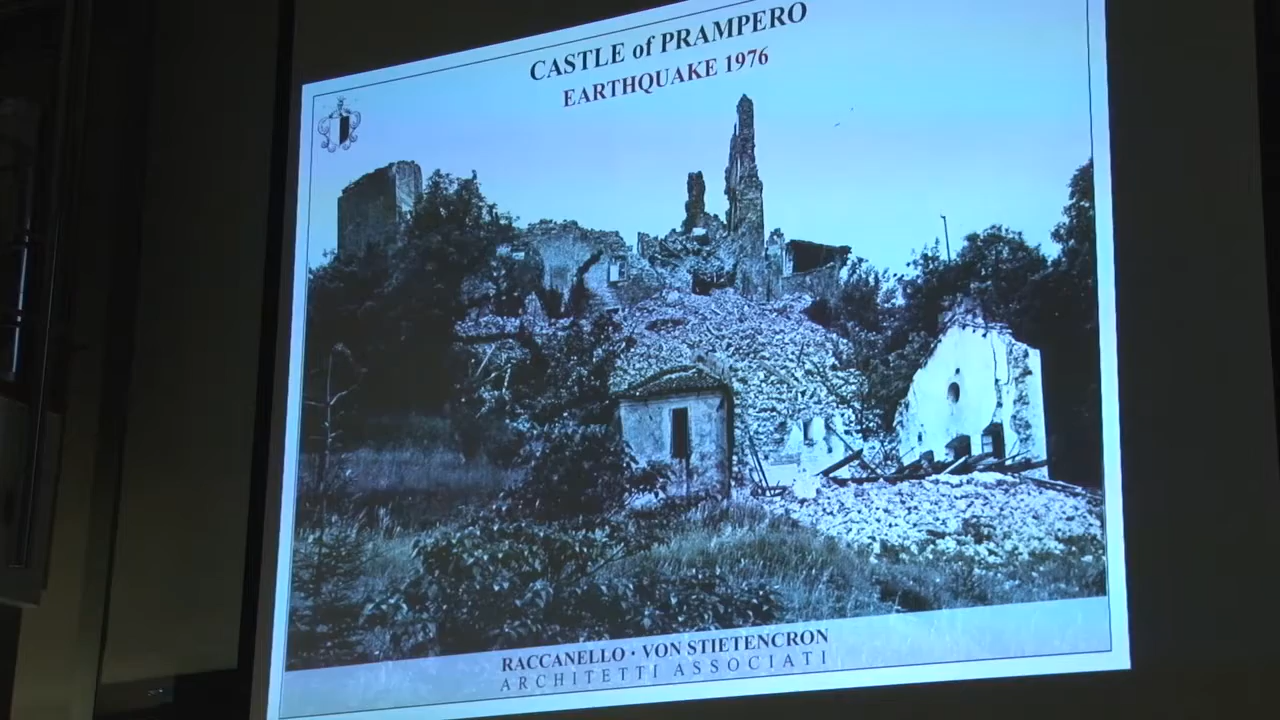 CASTLE of PRAMPERO
EARTHQUAKE 1976
RACCANELLO · VON STIETENCRON
ARCHITETTI ASSOCIATI